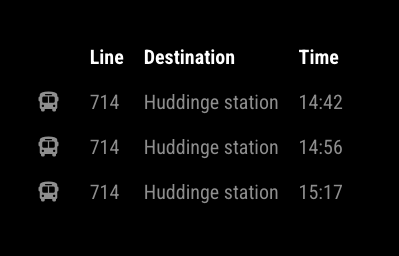 Line Destination Time
714 Huddinge station 14:42
714 Huddinge station 14:56
714 Huddinge station 15:17